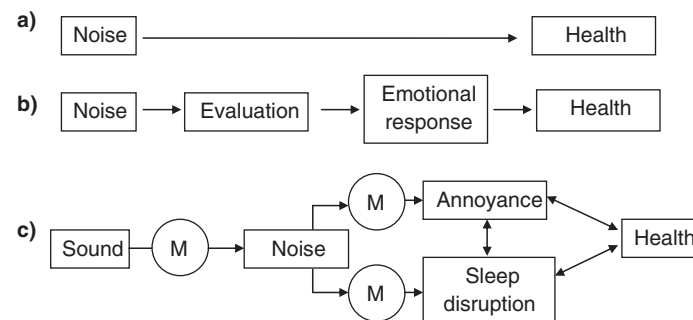 a) Noise Health
b) Noise Evaluation Emotional response Health
c) Sound M Noise M Annoyance
M Sleep disruption Health